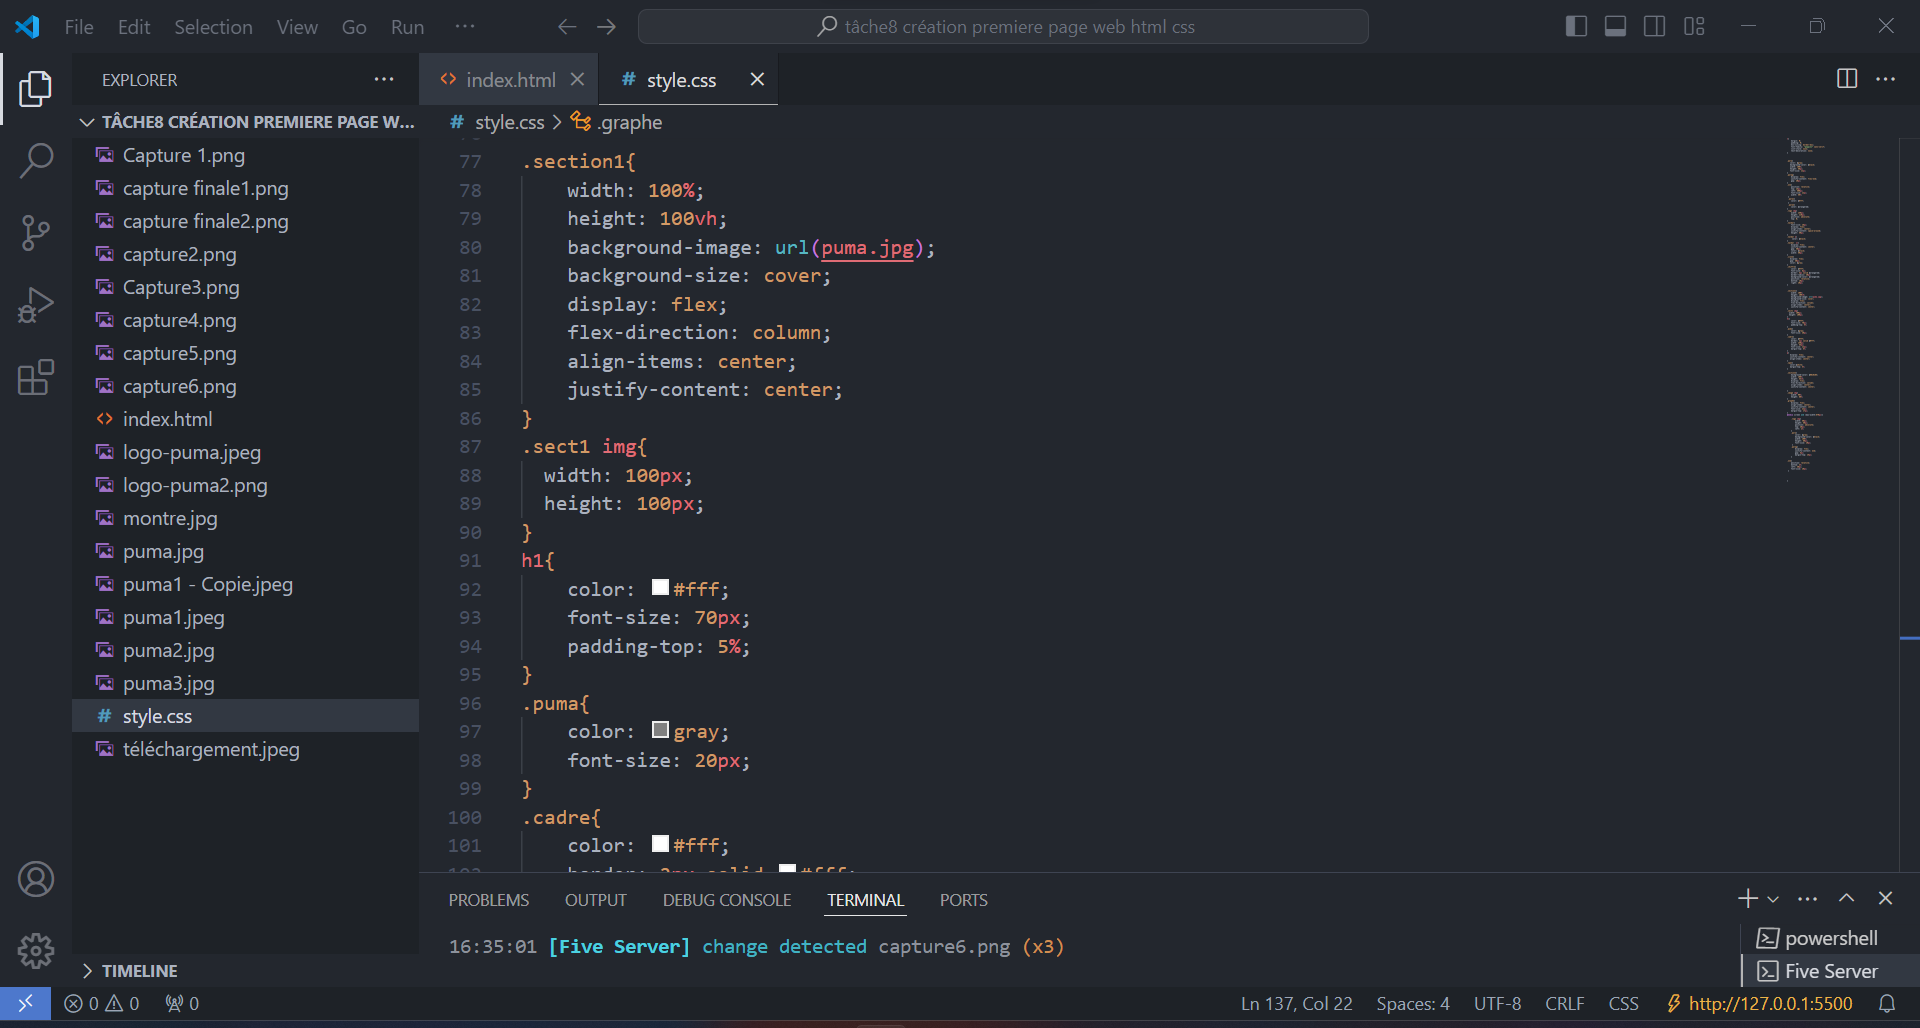 File Edit Selection View Go Run ··· tâche8 création premiere page web html css
EXPLORER
TÂCHE8 CRÉATION PREMIERE PAGE W...
Capture 1.png
capture finale1.png
capture finale2.png
capture2.png
Capture3.png
capture4.png
capture5.png
capture6.png
index.html
logo-puma.jpeg
logo-puma2.png
montre.jpg
puma.jpg
puma1 - Copie.jpeg
puma1.jpeg
puma2.jpg
puma3.jpg
style.css
téléchargement.jpeg
TIMELINE
index.html
# style.css
# style.css > .graphe
77 .section1{
78 width: 100%;
79 height: 100vh;
80 background-image: url(puma.jpg);
81 background-size: cover;
82 display: flex;
83 flex-direction: column;
84 align-items: center;
85 justify-content: center;
86 }
87 .sect1 img{
88 width: 100px;
89 height: 100px;
90 }
91 h1{
92 color: #fff;
93 font-size: 70px;
94 padding-top: 5%;
95 }
96 .puma{
97 color: gray;
98 font-size: 20px;
99 }
100 .cadre{
101 color: #fff;
PROBLEMS OUTPUT DEBUG CONSOLE TERMINAL PORTS
16:35:01 [Five Server] change detected capture6.png (x3)
powershell
Five Server
0 0 0 Ln 137, Col 22 Spaces: 4 UTF-8 CRLF CSS http://127.0.0.1:5500